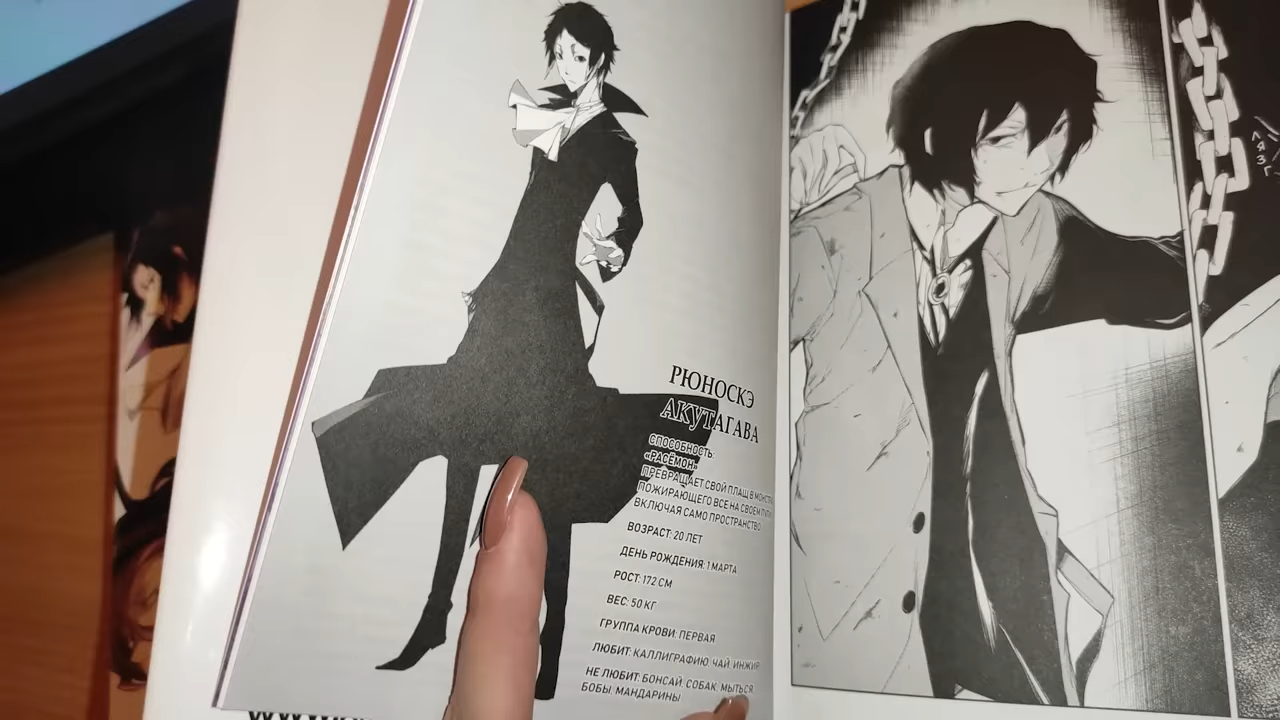 РЮНОСКЭ
АКУТАГАВА
СПОСОБНОСТЬ:
«РАСЁМОН»
ПРЕВРАЩАЕТ СВОЙ ПЛАЩ В МОНСТРА,
ПОЖИРАЮЩЕГО ВСЕ НА СВОЕМ ПУТИ,
ВКЛЮЧАЯ САМО ПРОСТРАНСТВО
ВОЗРАСТ: 20 ЛЕТ
ДЕНЬ РОЖДЕНИЯ: 1 МАРТА
РОСТ: 172 СМ
ВЕС: 50 КГ
ГРУППА КРОВИ: ПЕРВАЯ
ЛЮБИТ: КАЛЛИГРАФИЮ, ЧАЙ, ИНЖИР
НЕ ЛЮБИТ: БОНСАЙ, СОБАК, МЫТЬСЯ,
БОБЫ, МАНДАРИНЫ
ЛЯЗГ